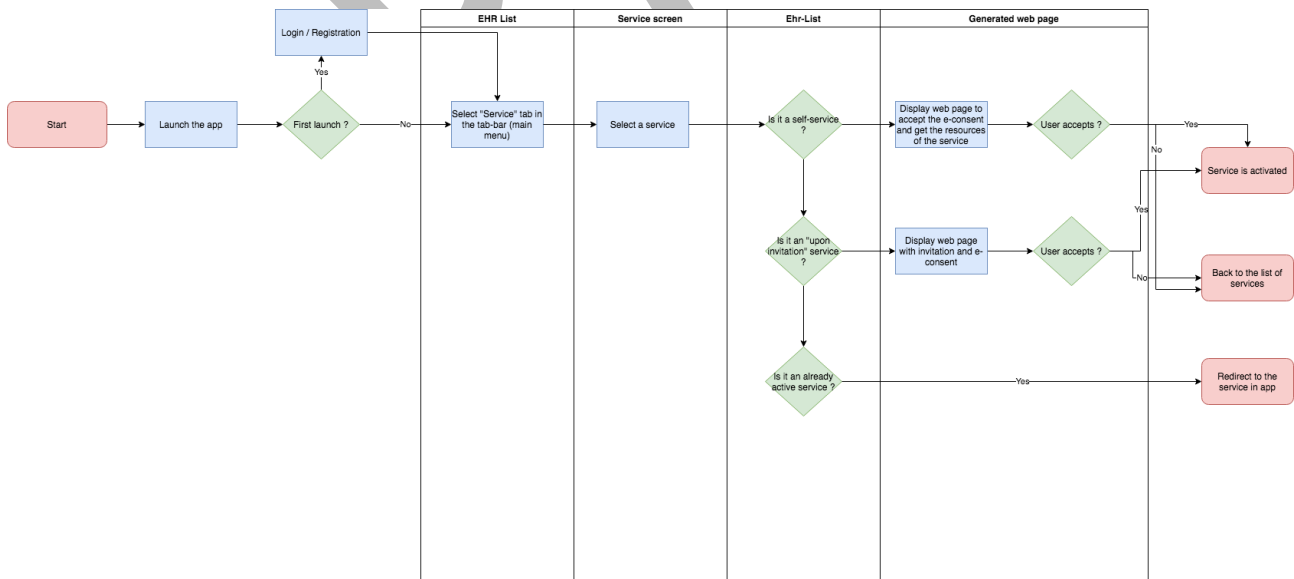 EHR List
Service screen
Ehr-List
Generated web page
Login / Registration
Yes
Start
Launch the app
First launch ?
No
Select "Service" tab in
the tab-bar (main
menu)
Select a service
Is it a self-service
?
Display web page to
accept the e-consent
and get the resources
of the service
User accepts ?
Yes
No
Service is activated
Is it an "upon
invitation" service
?
Display web page
with invitation and e-
consent
User accepts ?
Yes
No
Back to the list of
services
Is it an already
active service ?
Yes
Redirect to the
service in app